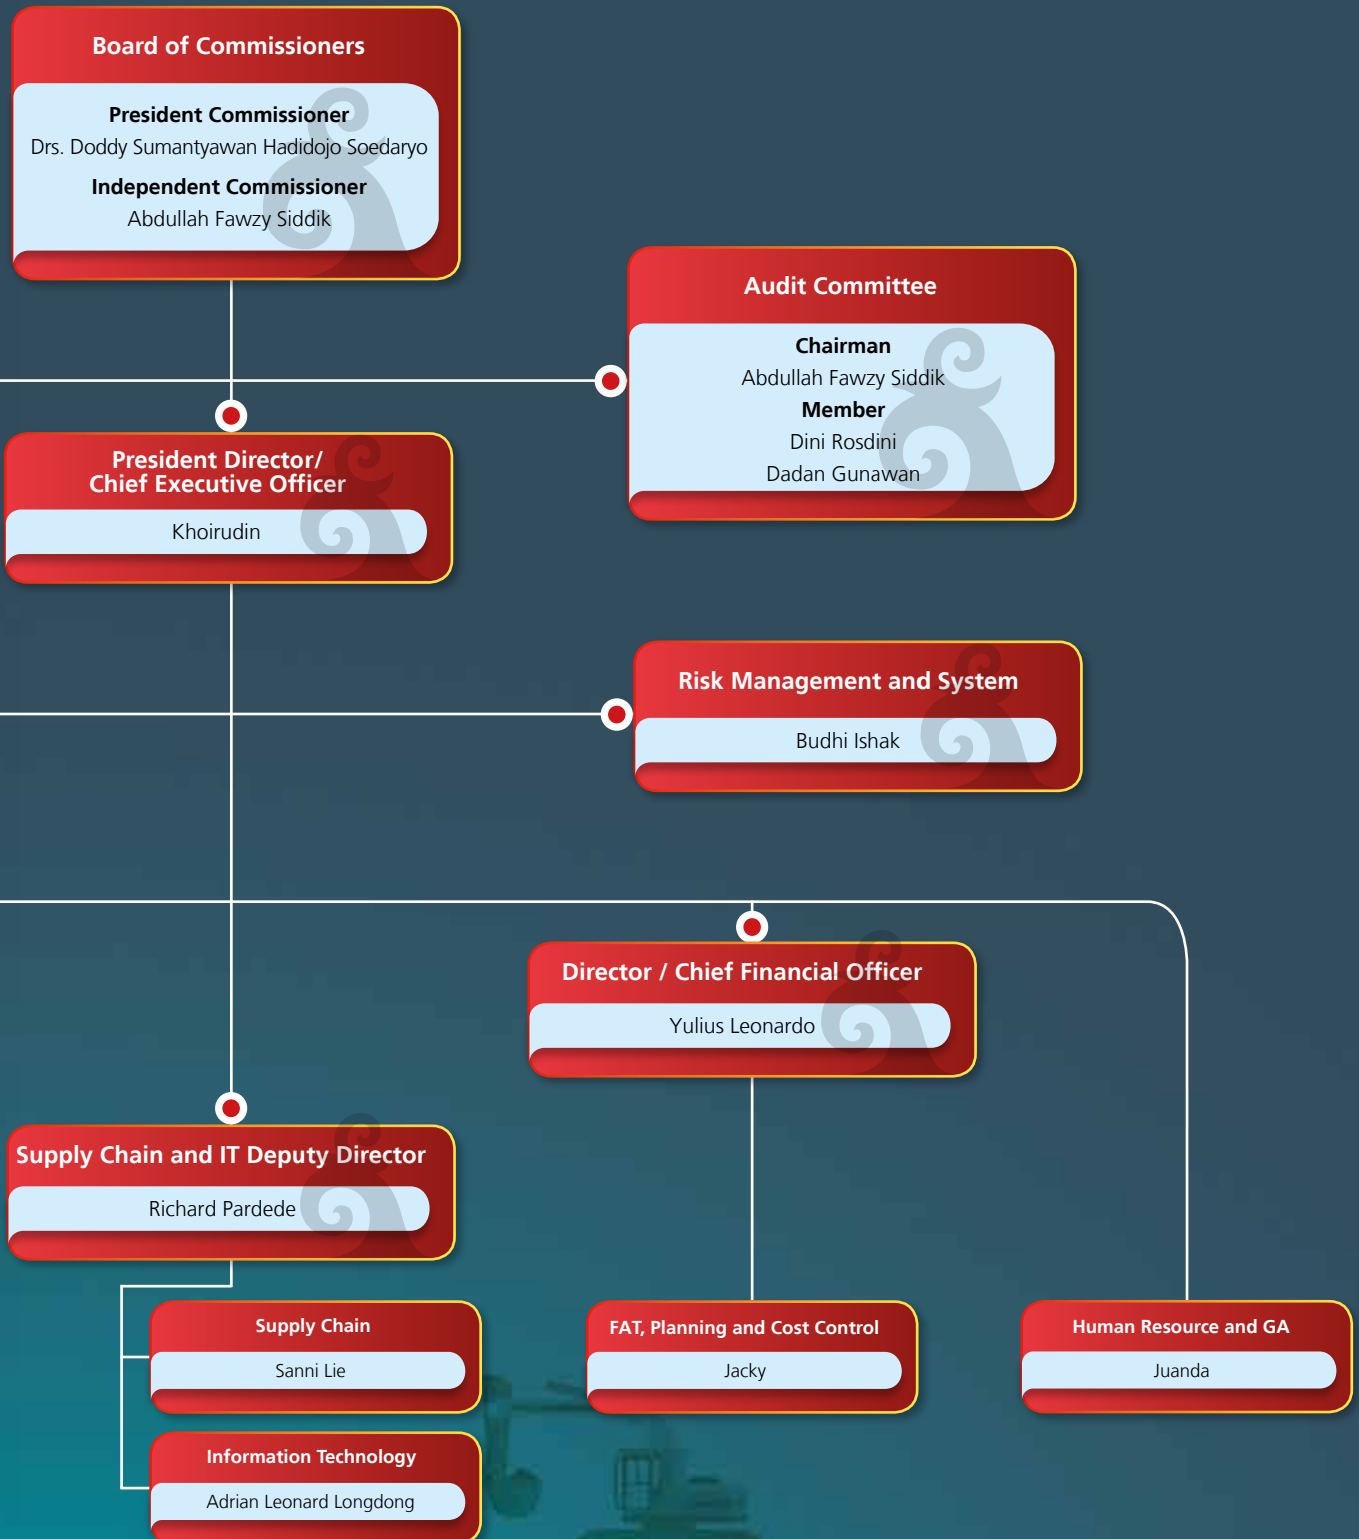 Board of Commissioners
President Commissioner
Drs. Doddy Sumantyawan Hadidojo Soedaryo
Independent Commissioner
Abdullah Fawzy Siddik
Audit Committee
Chairman
Abdullah Fawzy Siddik
Member
Dini Rosdini
Dadan Gunawan
President Director/
Chief Executive Officer
Khoirudin
Risk Management and System
Budhi Ishak
Director / Chief Financial Officer
Yulius Leonardo
Supply Chain and IT Deputy Director
Richard Pardede
Supply Chain
Sanni Lie
FAT, Planning and Cost Control
Jacky
Human Resource and GA
Juanda
Information Technology
Adrian Leonard Longdong